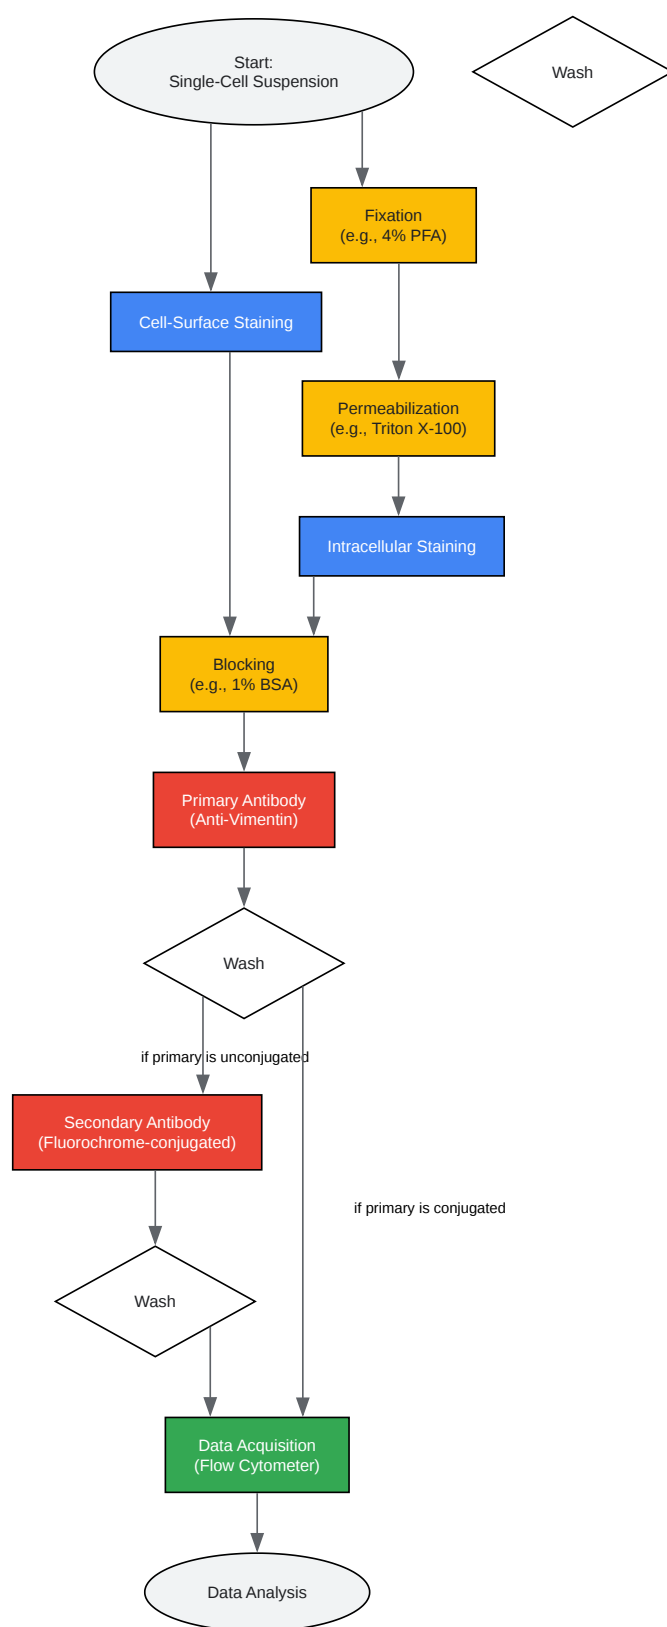 Start:
Single-Cell Suspension
Wash
Fixation
(e.g., 4% PFA)
Cell-Surface Staining
Permeabilization
(e.g., Triton X-100)
Intracellular Staining
Blocking
(e.g., 1% BSA)
Primary Antibody
(Anti-Vimentin)
Wash
if primary is unconjugated
Secondary Antibody
(Fluorochrome-conjugated)
if primary is conjugated
Wash
Data Acquisition
(Flow Cytometer)
Data Analysis